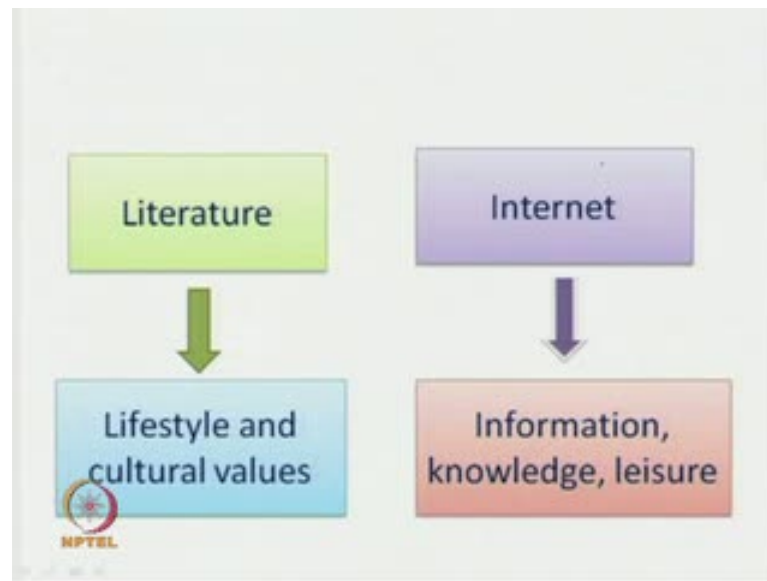 Literature
Internet
Lifestyle and
cultural values
Information,
knowledge, leisure
NPTEL